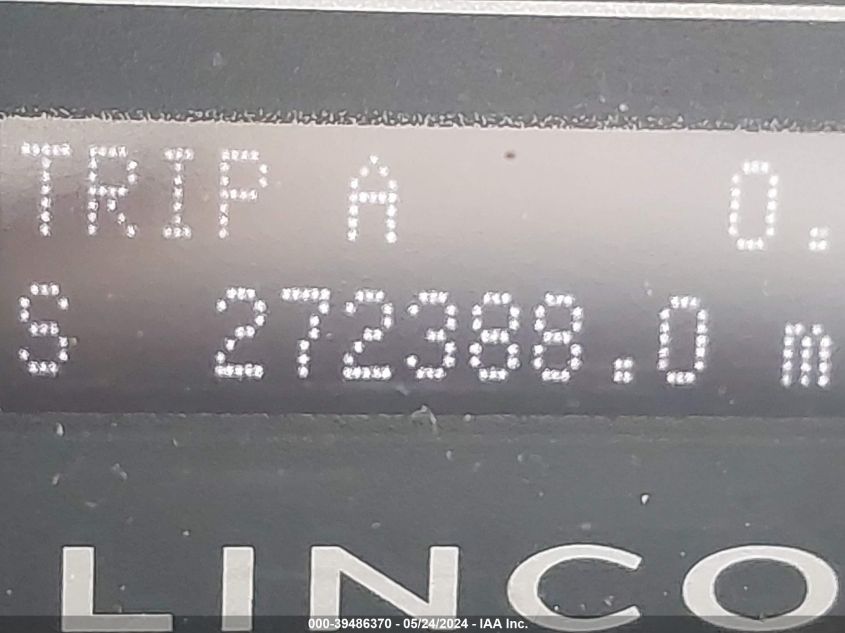 TRIP A 0.
S 272388.0 m
LINCO
000-39486370 - 05/24/2024 - IAA Inc.